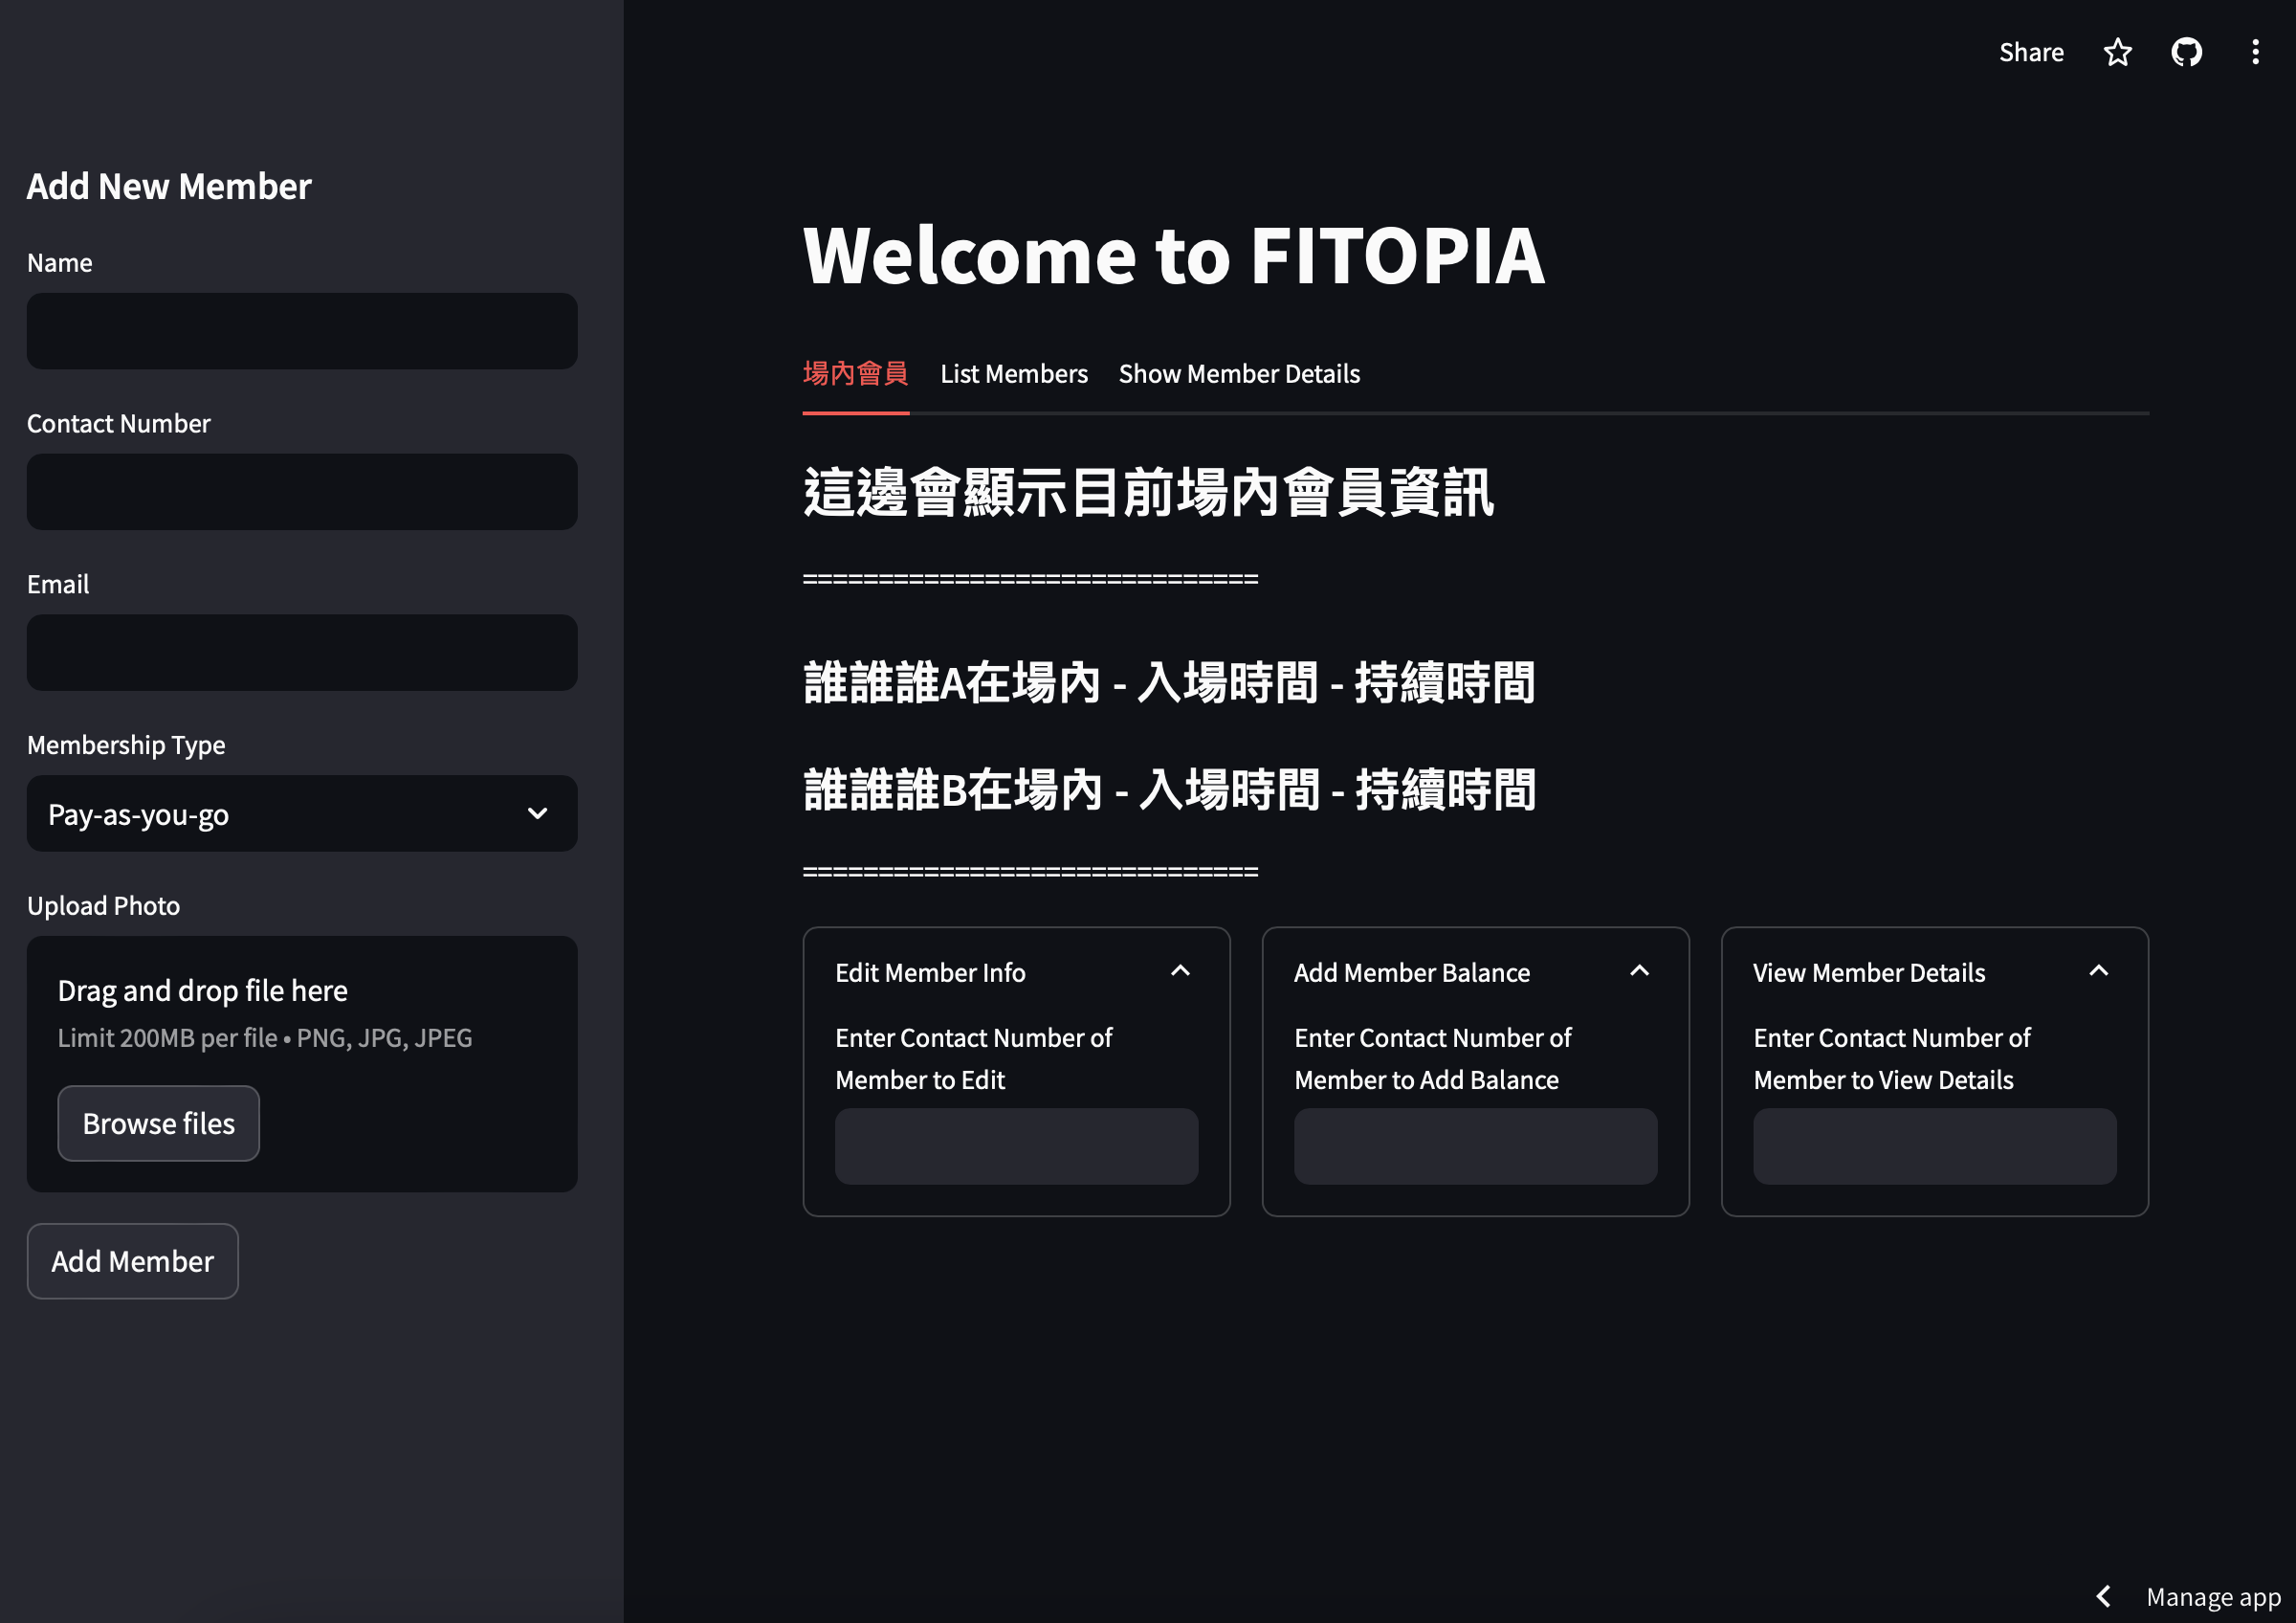 Share
Add New Member
Name
Contact Number
Email
Membership Type
Pay-as-you-go
Upload Photo
Drag and drop file here
Limit 200MB per file • PNG, JPG, JPEG
Browse files
Add Member
Welcome to FITOPIA
場內會員 List Members Show Member Details
這邊會顯示目前場內會員資訊
==============================
誰誰誰A在場內 - 入場時間 - 持續時間
誰誰誰B在場內 - 入場時間 - 持續時間
==============================
Edit Member Info
Enter Contact Number of
Member to Edit
Add Member Balance
Enter Contact Number of
Member to Add Balance
View Member Details
Enter Contact Number of
Member to View Details
Manage app